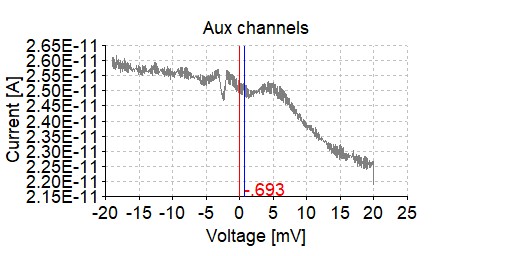 Aux channels
2.65E-11
2.60E-11
2.55E-11
2.50E-11
2.45E-11
2.40E-11
2.35E-11
2.30E-11
2.25E-11
2.20E-11
2.15E-11
Current [A]
-.693
-20 -15 -10 -5 0 5 10 15 20 25
Voltage [mV]